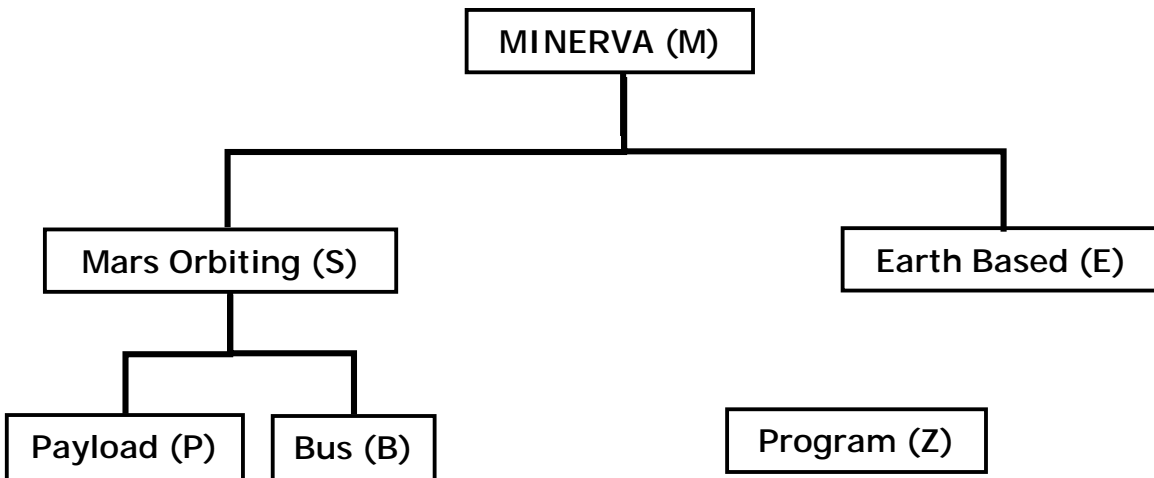 MINERVA (M)
Mars Orbiting (S)
Earth Based (E)
Payload (P)
Bus (B)
Program (Z)